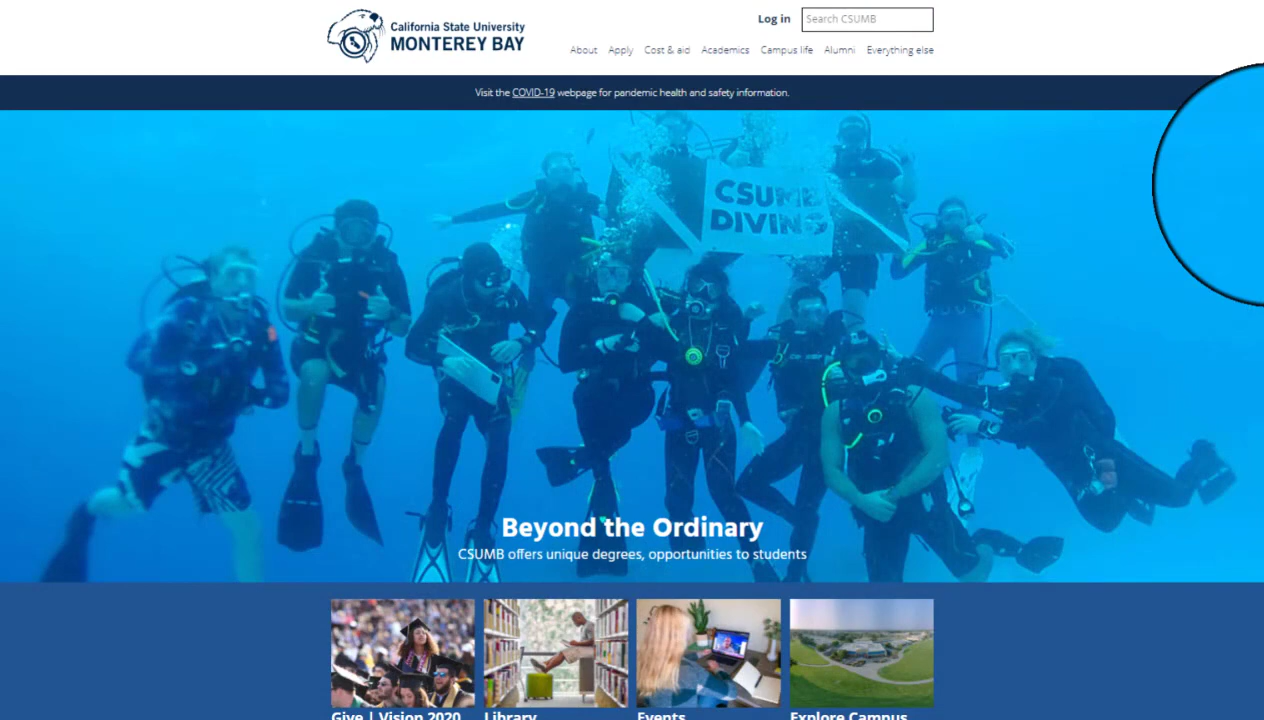 California State University
MONTEREY BAY
Log in
Search CSUMB
About Apply Cost & aid Academics Campus life Alumni Everything else
Visit the COVID-19 webpage for pandemic health and safety information.
CSUMB
DIVING
Beyond the Ordinary
CSUMB offers unique degrees, opportunities to students
Give | Vision 2020 Library Events Explore Campus